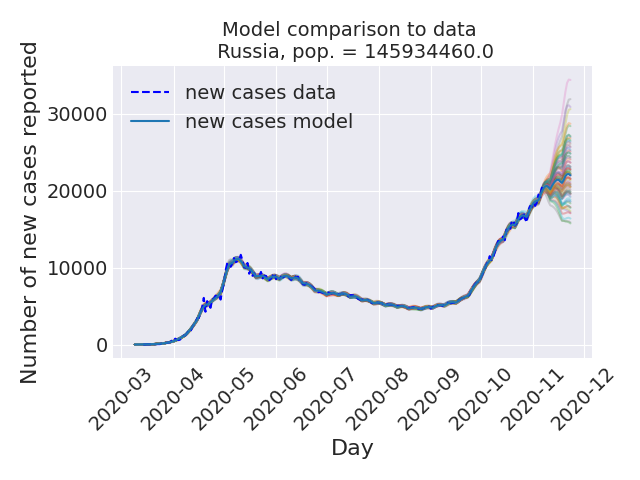 Model comparison to data
Russia, pop. = 145934460.0
Number of new cases reported
30000
20000
10000
0
new cases data
new cases model
2020-03
2020-04
2020-05
2020-06
2020-07
2020-08
2020-09
2020-10
2020-11
2020-12
Day